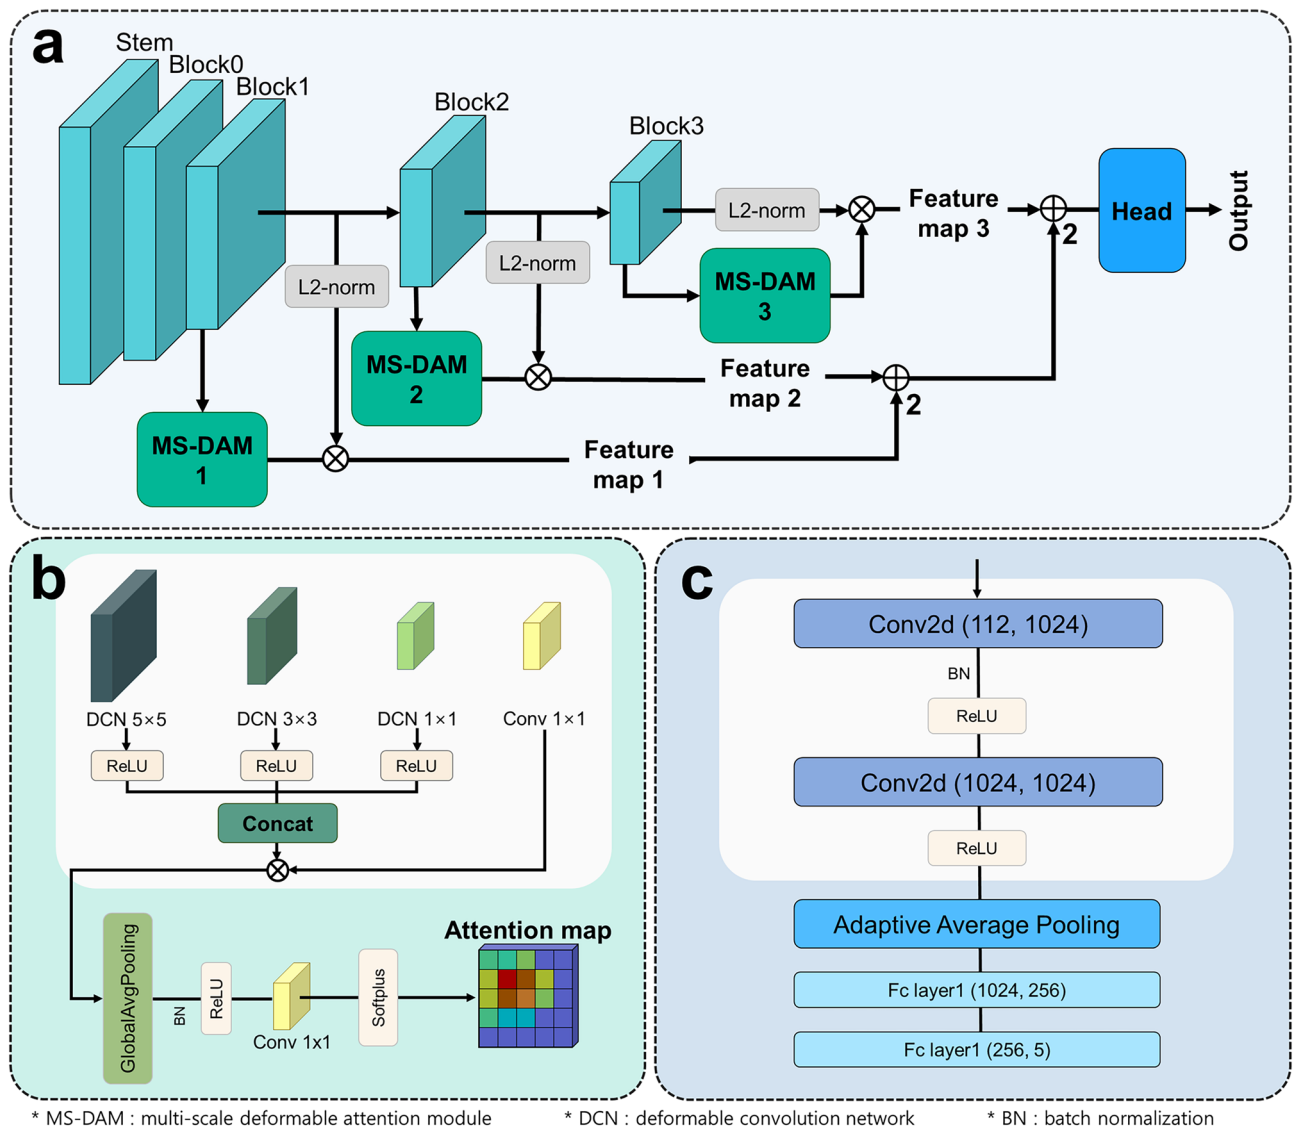 a
Stem
Block0
Block1
Block2
Block3
L2-norm
L2-norm
L2-norm
MS-DAM
1
MS-DAM
2
MS-DAM
3
Feature
map 1
Feature
map 2
Feature
map 3
2
2
Head
Output
b
DCN 5×5
DCN 3×3
DCN 1×1
Conv 1×1
ReLU
ReLU
ReLU
Concat
GlobalAvgPooling
BN
ReLU
Conv 1x1
Softplus
Attention map
c
Conv2d (112, 1024)
BN
ReLU
Conv2d (1024, 1024)
ReLU
Adaptive Average Pooling
Fc layer1 (1024, 256)
Fc layer1 (256, 5)
* MS-DAM : multi-scale deformable attention module
* DCN : deformable convolution network
* BN : batch normalization